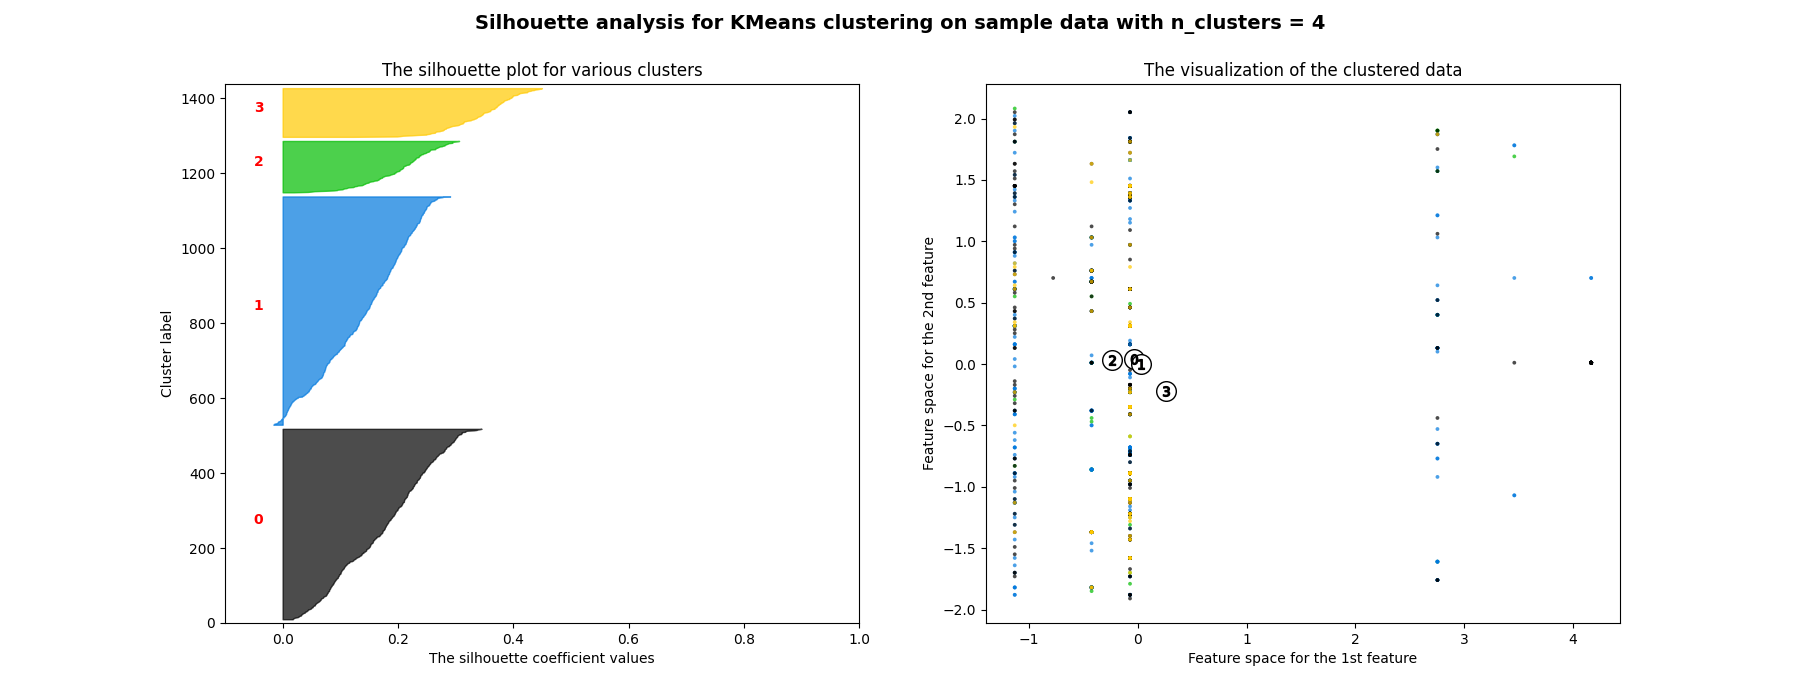 Silhouette analysis for KMeans clustering on sample data with n_clusters = 4
The silhouette plot for various clusters
Cluster label
1400
1200
1000
800
600
400
200
0
3
2
1
0
0.0 0.2 0.4 0.6 0.8 1.0
The silhouette coefficient values
The visualization of the clustered data
Feature space for the 2nd feature
2.0
1.5
1.0
0.5
0.0
−0.5
−1.0
−1.5
−2.0
2 0 1
3
−1 0 1 2 3 4
Feature space for the 1st feature